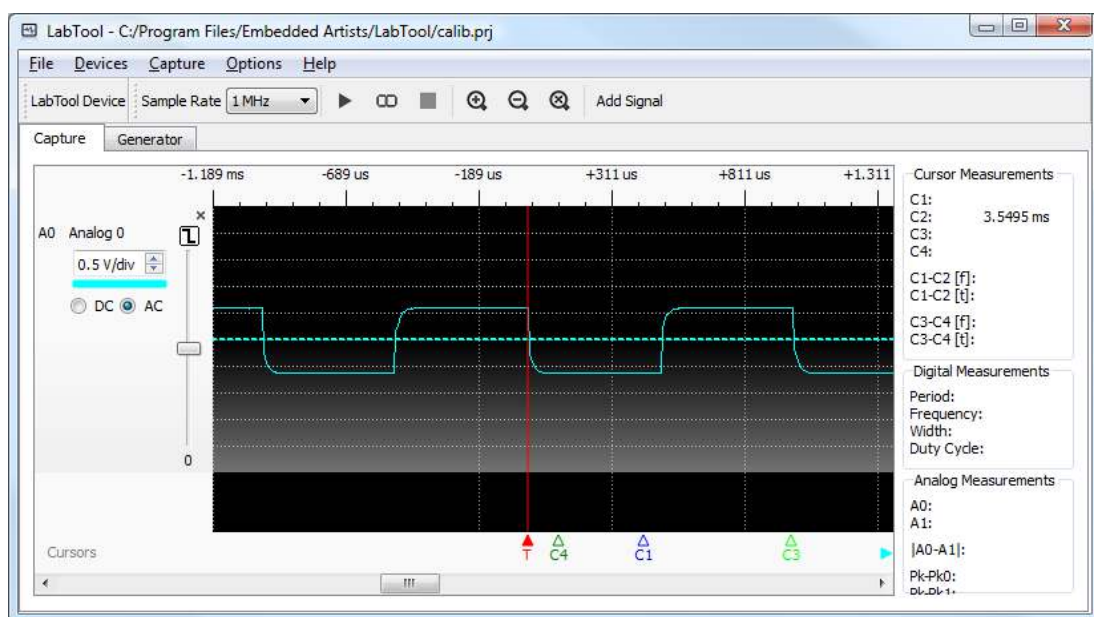 LabTool - C:/Program Files/Embedded Artists/LabTool/calib.prj
File Devices Capture Options Help
LabTool Device Sample Rate 1 MHz Add Signal
Capture Generator
-1.189 ms -689 us -189 us +311 us +811 us +1.311
A0 Analog 0
0.5 V/div
DC AC
0
Cursors
T C4 C1 C3
Cursor Measurements
C1:
C2: 3.5495 ms
C3:
C4:
C1-C2 [f]:
C1-C2 [t]:
C3-C4 [f]:
C3-C4 [t]:
Digital Measurements
Period:
Frequency:
Width:
Duty Cycle:
Analog Measurements
A0:
A1:
|A0-A1|:
Pk-Pk0:
Pk-Pk1: